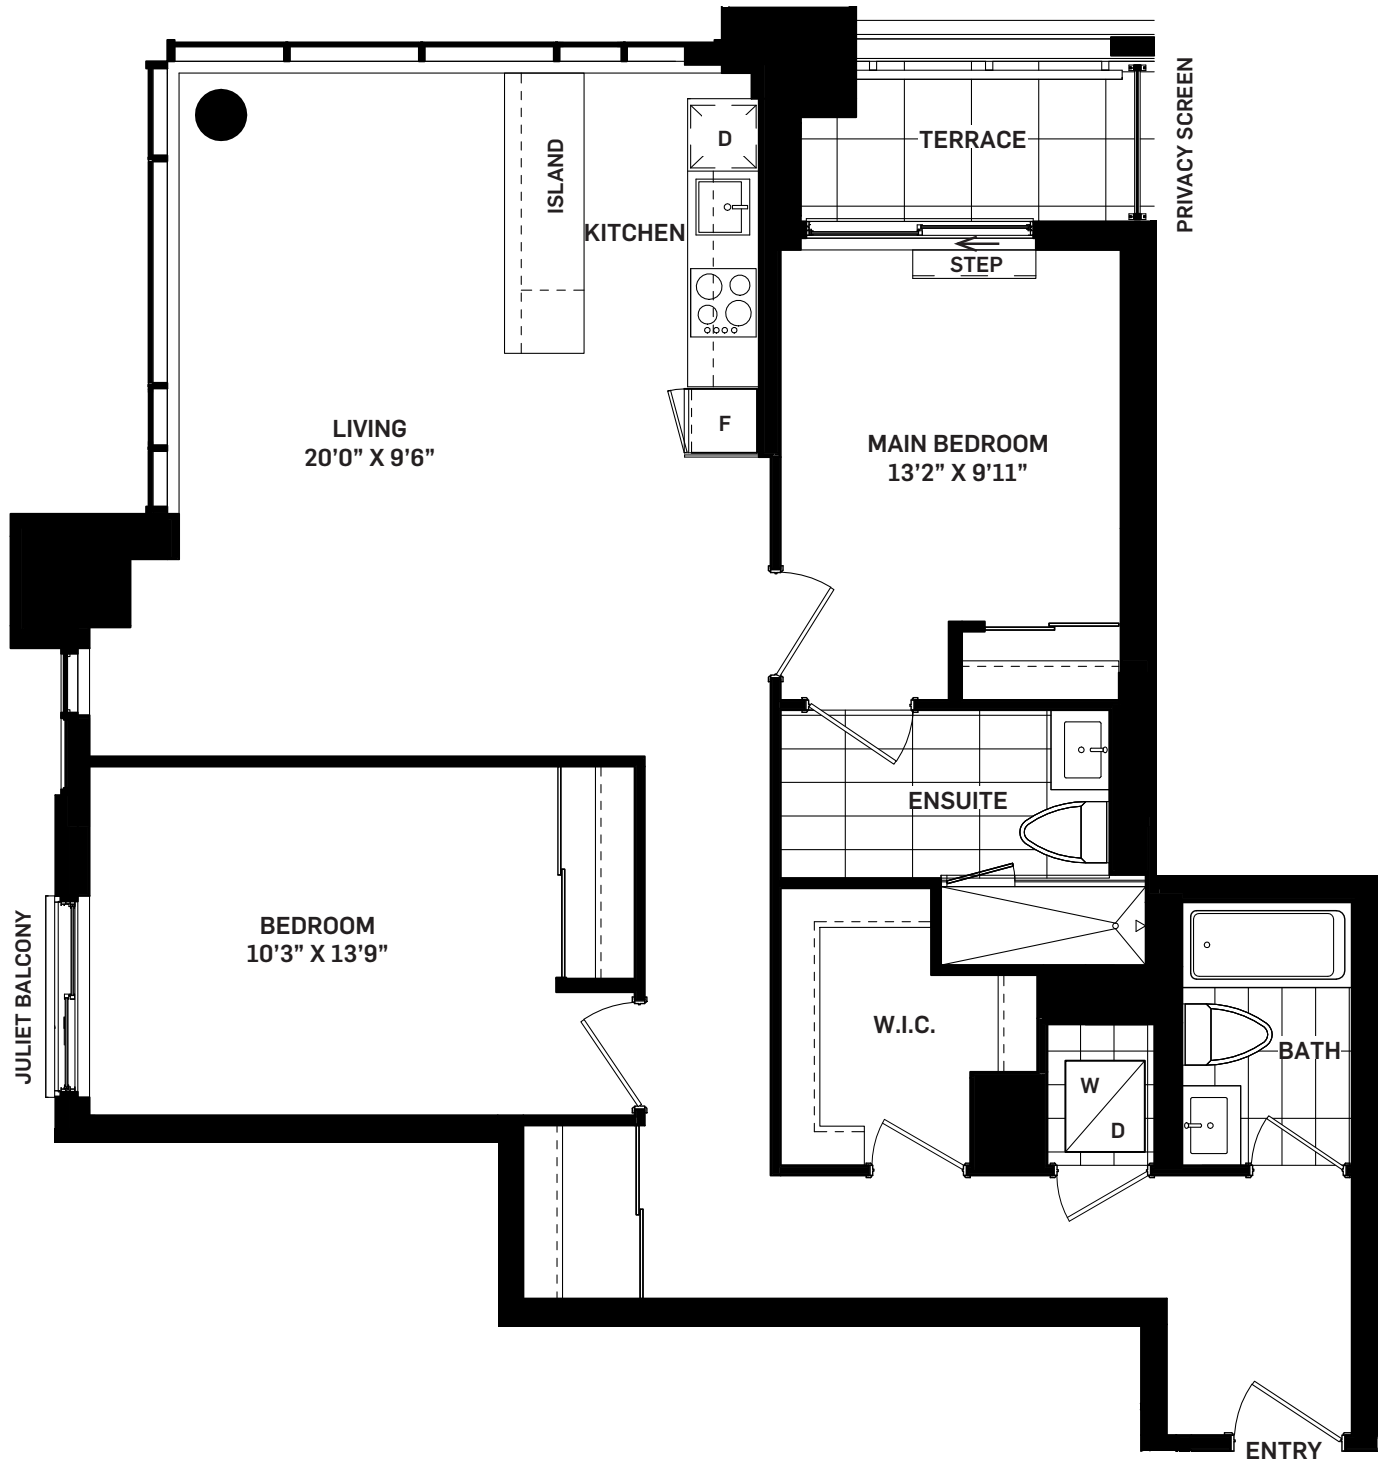 D
TERRACE
PRIVACY SCREEN
ISLAND
KITCHEN
STEP
LIVING
20’0” X 9’6”
F
MAIN BEDROOM
13’2” X 9’11”
ENSUITE
BEDROOM
10’3” X 13’9”
JULIET BALCONY
W.I.C.
BATH
W
D
ENTRY